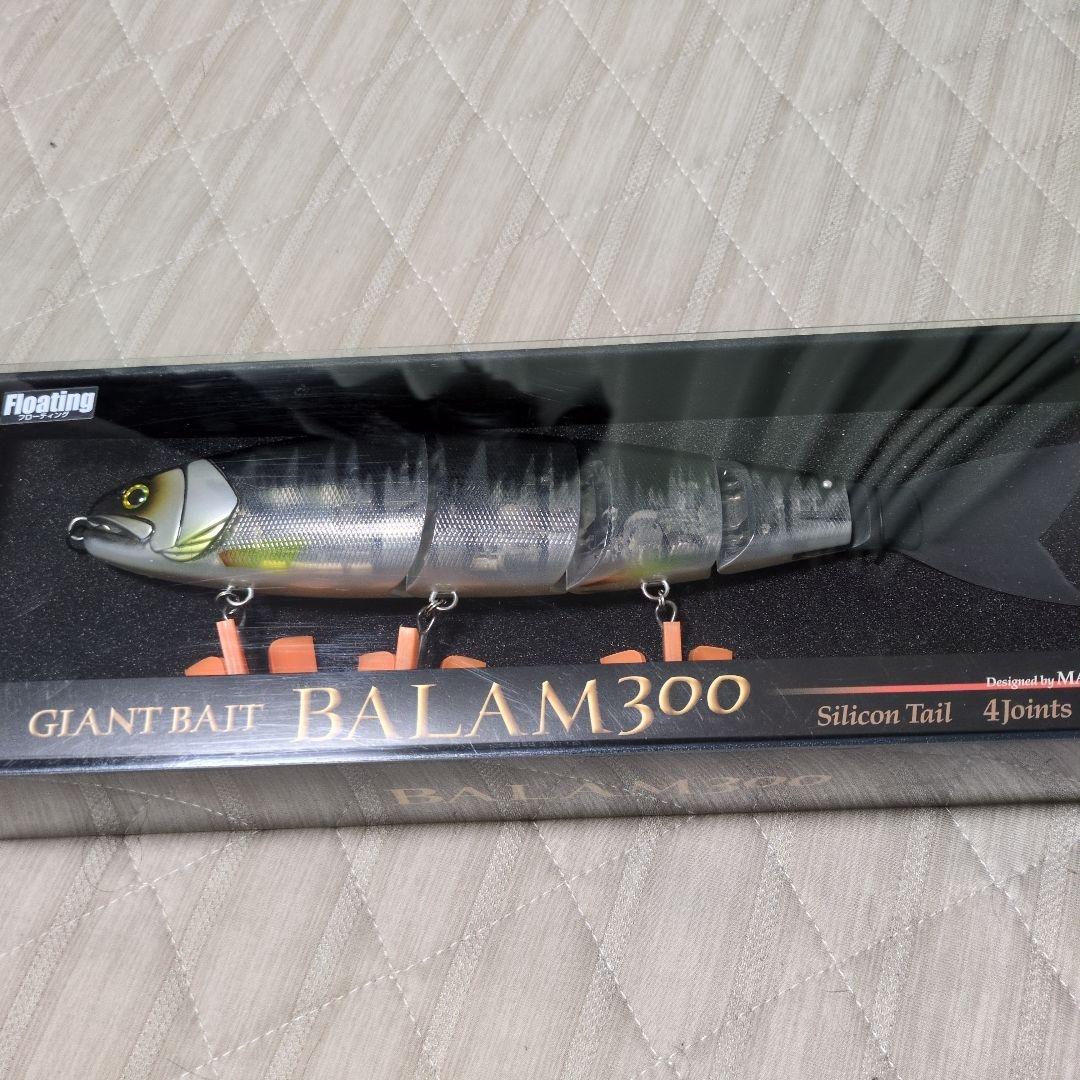 Floating
フローティング
GIANT BAIT BALAM300
Designed by MA
Silicon Tail 4Joints
BALAM300